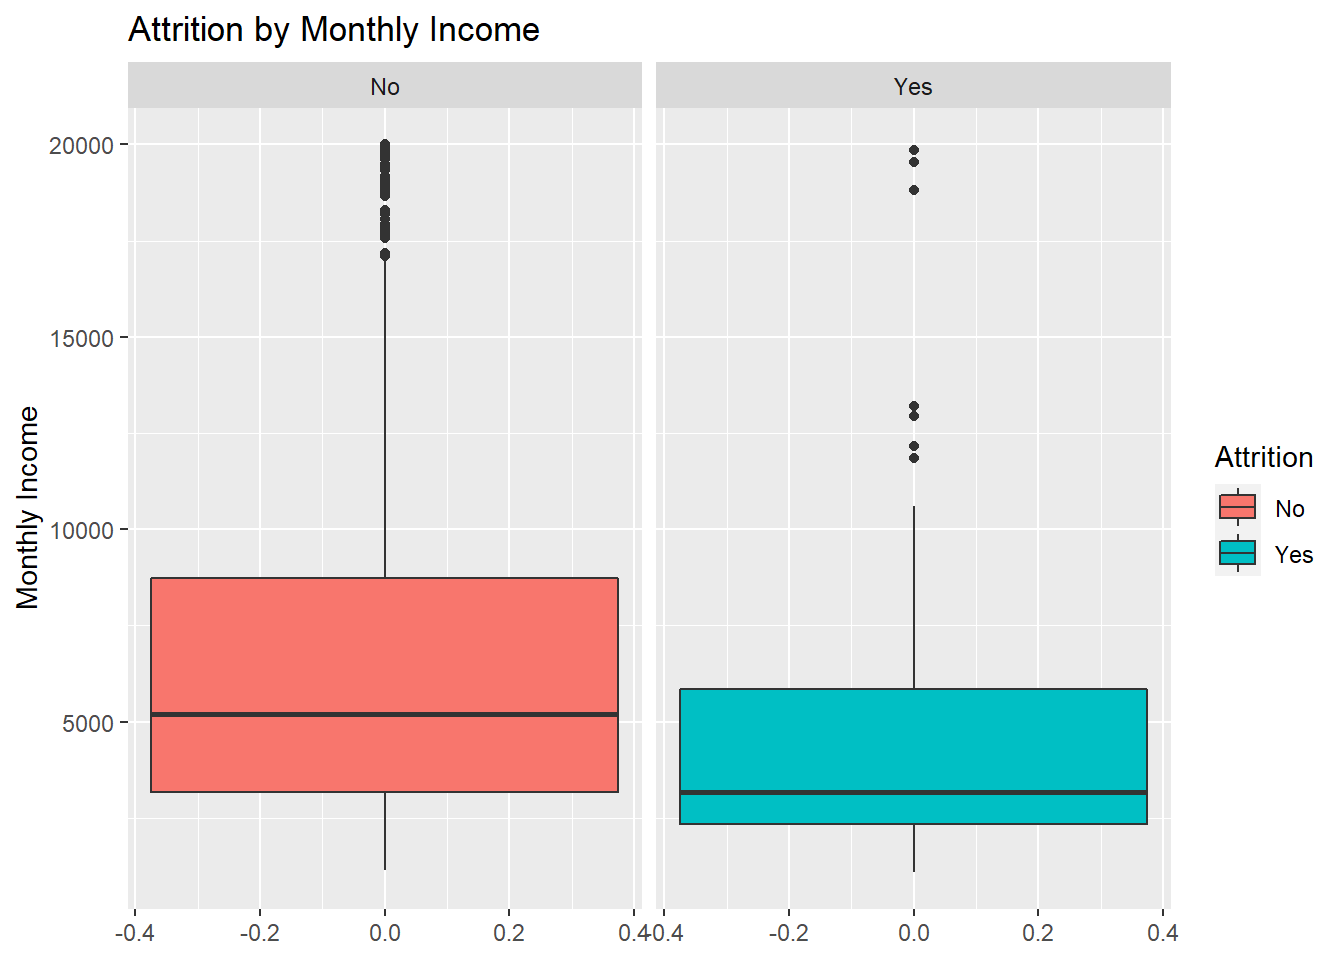 Attrition by Monthly Income
No
Yes
Monthly Income
20000
15000
10000
5000
-0.4
-0.2
0.0
0.2
0.4
-0.4
-0.2
0.0
0.2
0.4
Attrition
No
Yes